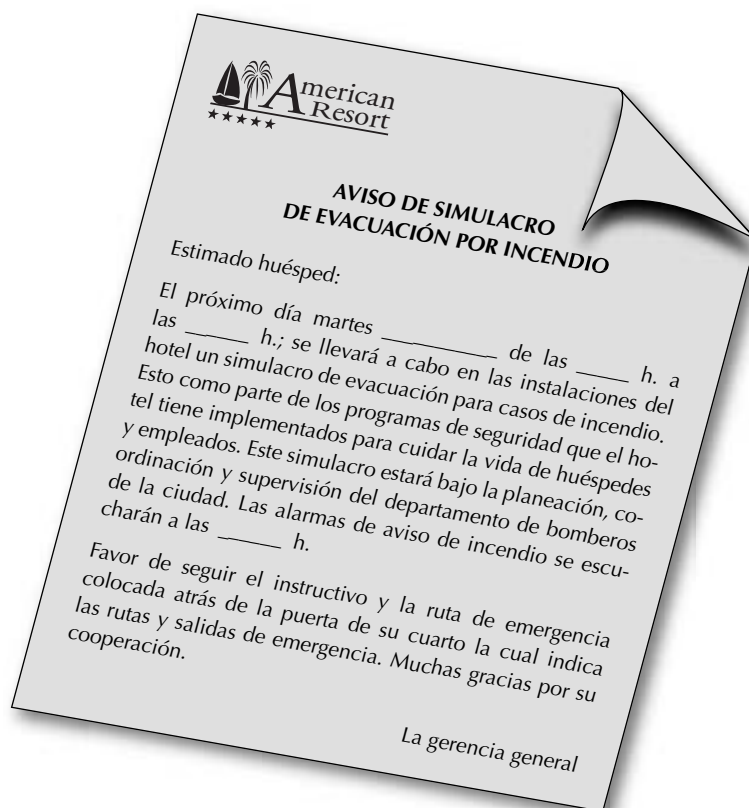 American
Resort
★★★★★
AVISO DE SIMULACRO
DE EVACUACIÓN POR INCENDIO
Estimado huésped:
El próximo día martes __________ de las _____ h. a
las ______ h.; se llevará a cabo en las instalaciones del
hotel un simulacro de evacuación para casos de incendio.
Esto como parte de los programas de seguridad que el ho-
tel tiene implementados para cuidar la vida de huéspedes
y empleados. Este simulacro estará bajo la planeación, co-
ordinación y supervisión del departamento de bomberos
de la ciudad. Las alarmas de aviso de incendio se escu-
charán a las ______ h.
Favor de seguir el instructivo y la ruta de emergencia
colocada atrás de la puerta de su cuarto la cual indica
las rutas y salidas de emergencia. Muchas gracias por su
cooperación.
La gerencia general